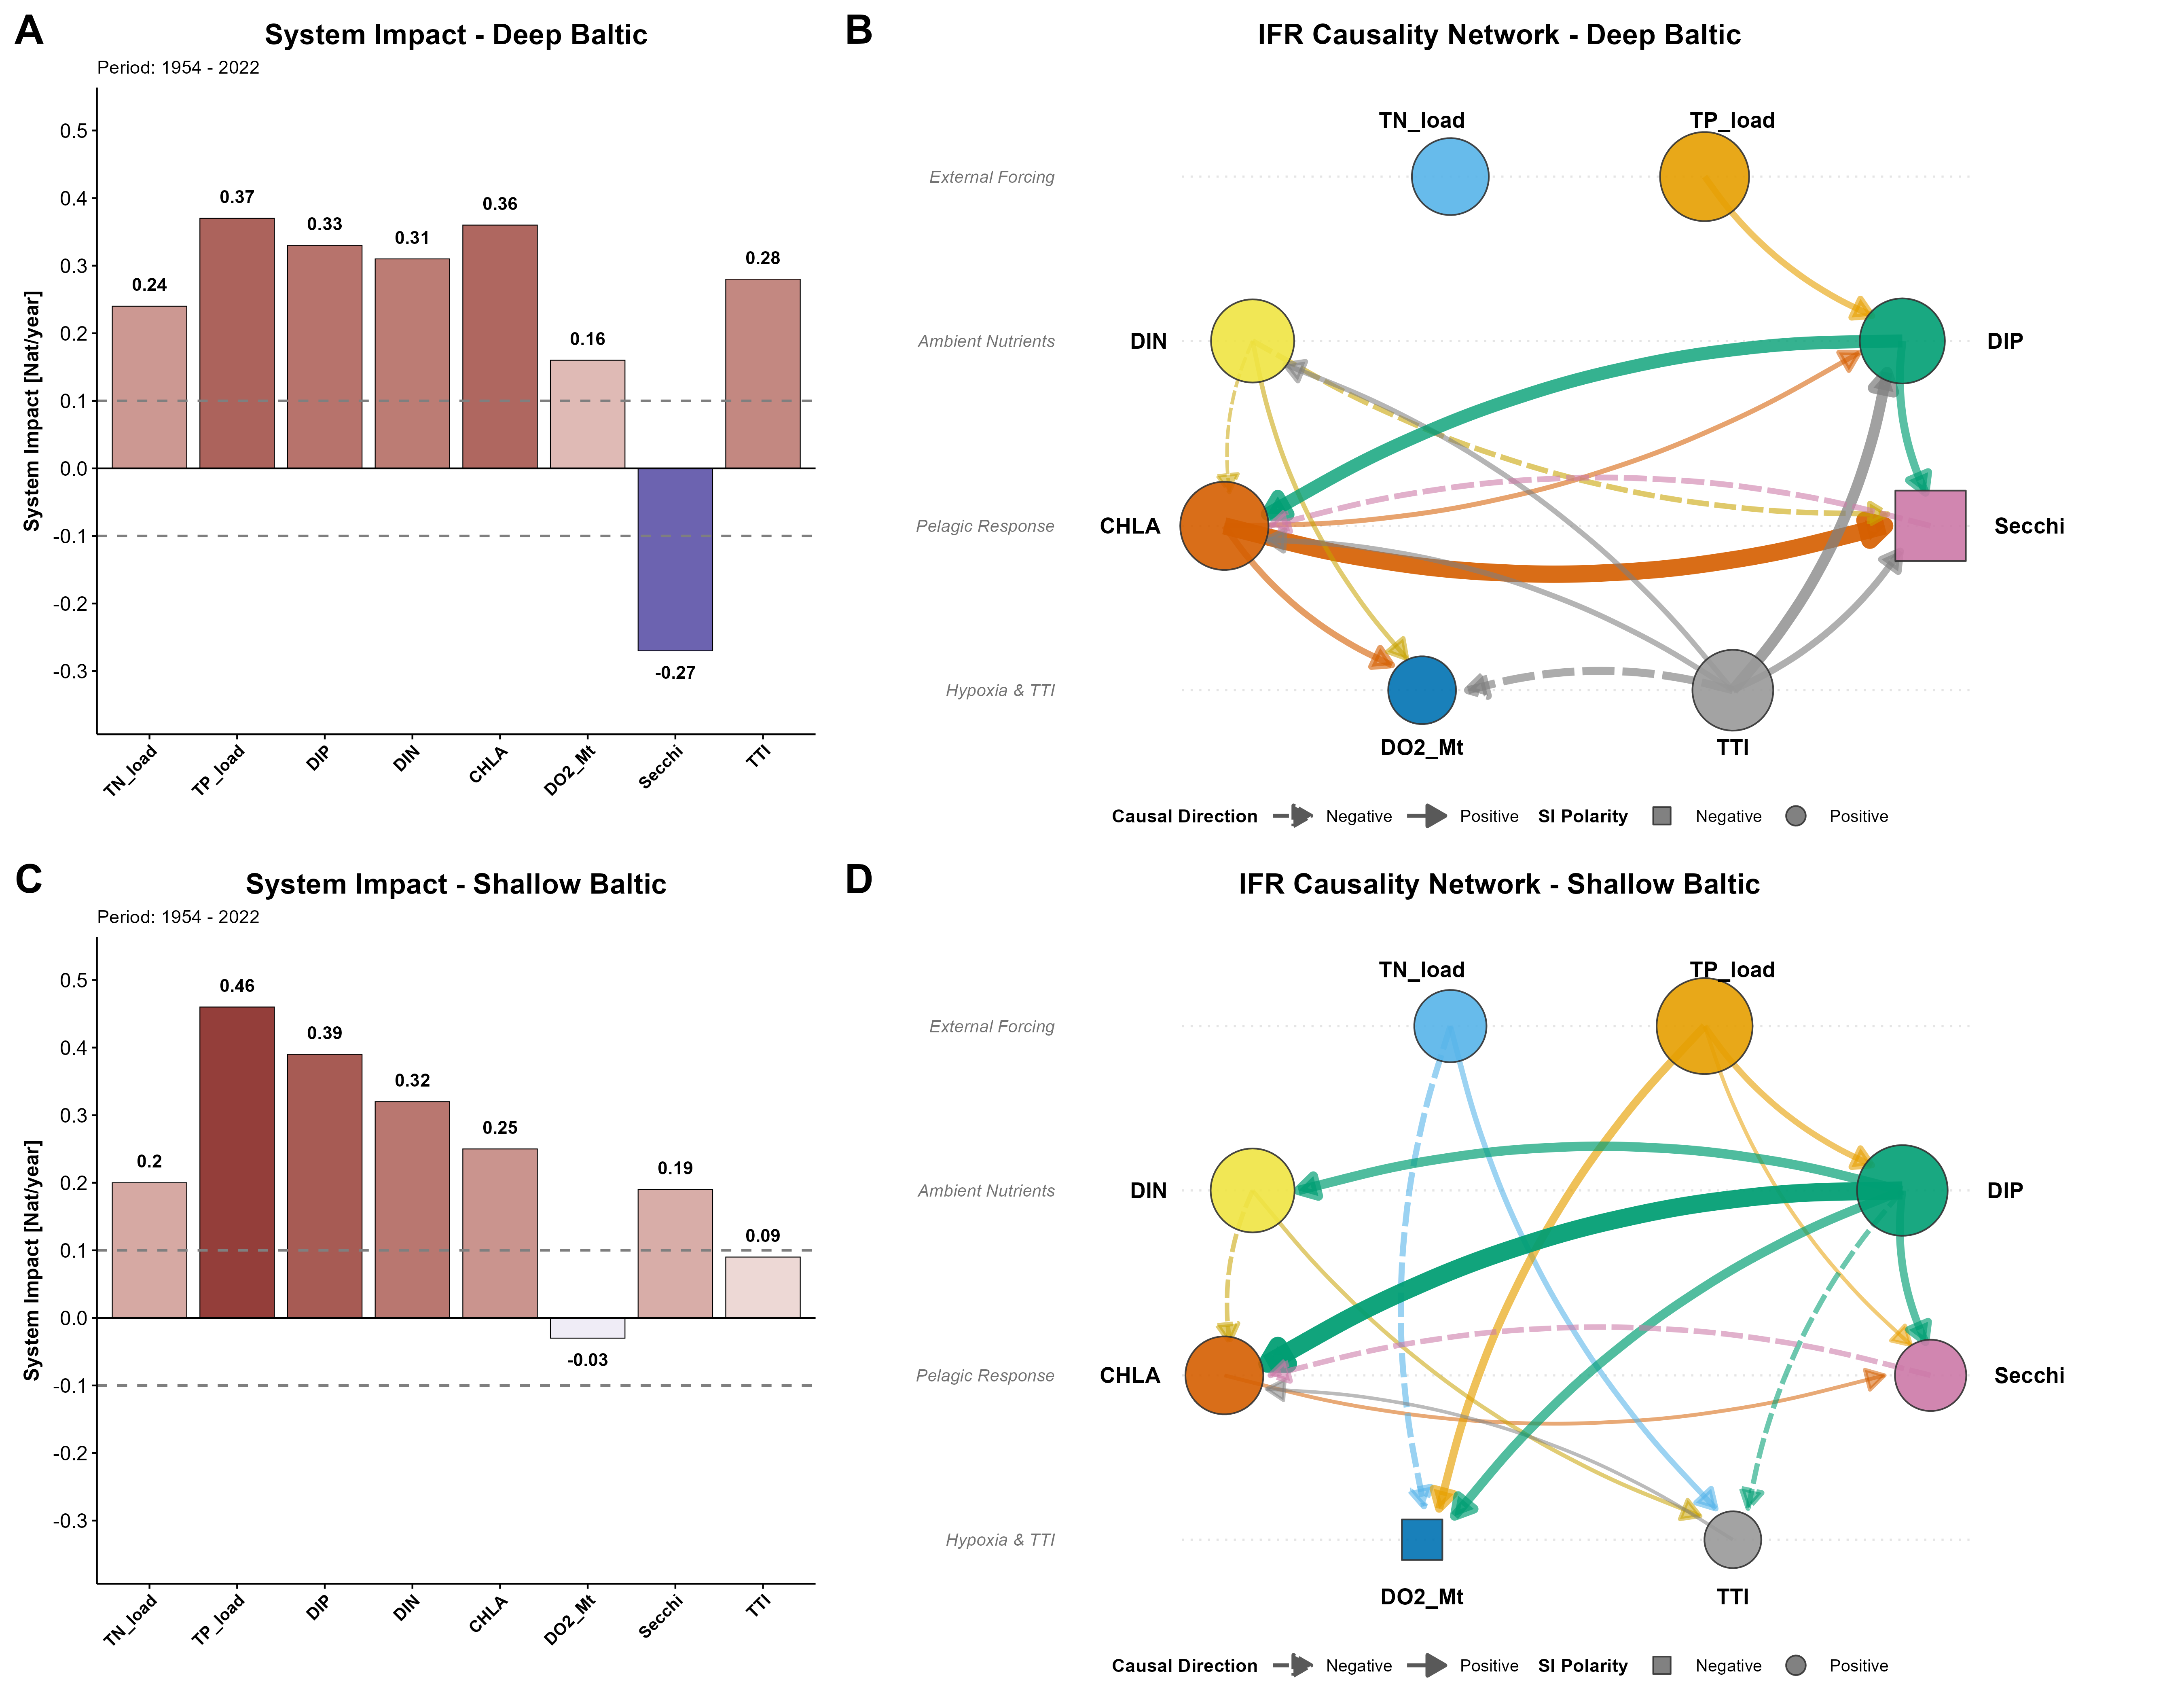 A
System Impact - Deep Baltic
Period: 1954 - 2022
System Impact [Nat/year]
0.5
0.4
0.3
0.2
0.1
0.0
-0.1
-0.2
-0.3
0.24
0.37
0.33
0.31
0.36
0.16
-0.27
0.28
TN_load
TP_load
DIP
DIN
CHLA
DO2_Mt
Secchi
TTI
B
IFR Causality Network - Deep Baltic
TN_load
TP_load
External Forcing
Ambient Nutrients
DIN
DIP
Pelagic Response
CHLA
Secchi
Hypoxia & TTI
DO2_Mt
TTI
Causal Direction Negative Positive SI Polarity Negative Positive
C
System Impact - Shallow Baltic
Period: 1954 - 2022
System Impact [Nat/year]
0.5
0.4
0.3
0.2
0.1
0.0
-0.1
-0.2
-0.3
0.2
0.46
0.39
0.32
0.25
-0.03
0.19
0.09
TN_load
TP_load
DIP
DIN
CHLA
DO2_Mt
Secchi
TTI
D
IFR Causality Network - Shallow Baltic
TN_load
TP_load
External Forcing
Ambient Nutrients
DIN
DIP
Pelagic Response
CHLA
Secchi
Hypoxia & TTI
DO2_Mt
TTI
Causal Direction Negative Positive SI Polarity Negative Positive